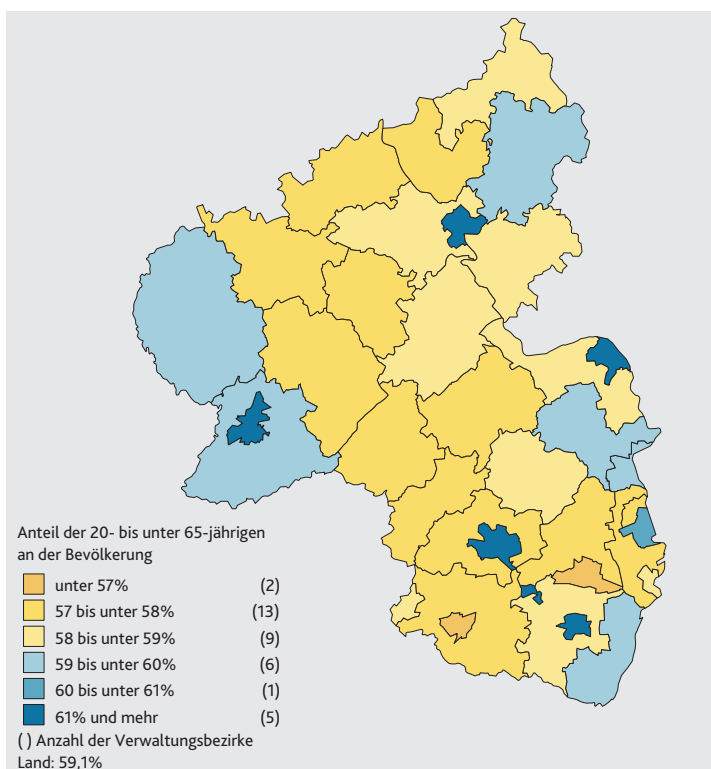 Anteil der 20- bis unter 65-jährigen
an der Bevölkerung
unter 57% (2)
57 bis unter 58% (13)
58 bis unter 59% (9)
59 bis unter 60% (6)
60 bis unter 61% (1)
61% und mehr (5)
( ) Anzahl der Verwaltungsbezirke
Land: 59,1%